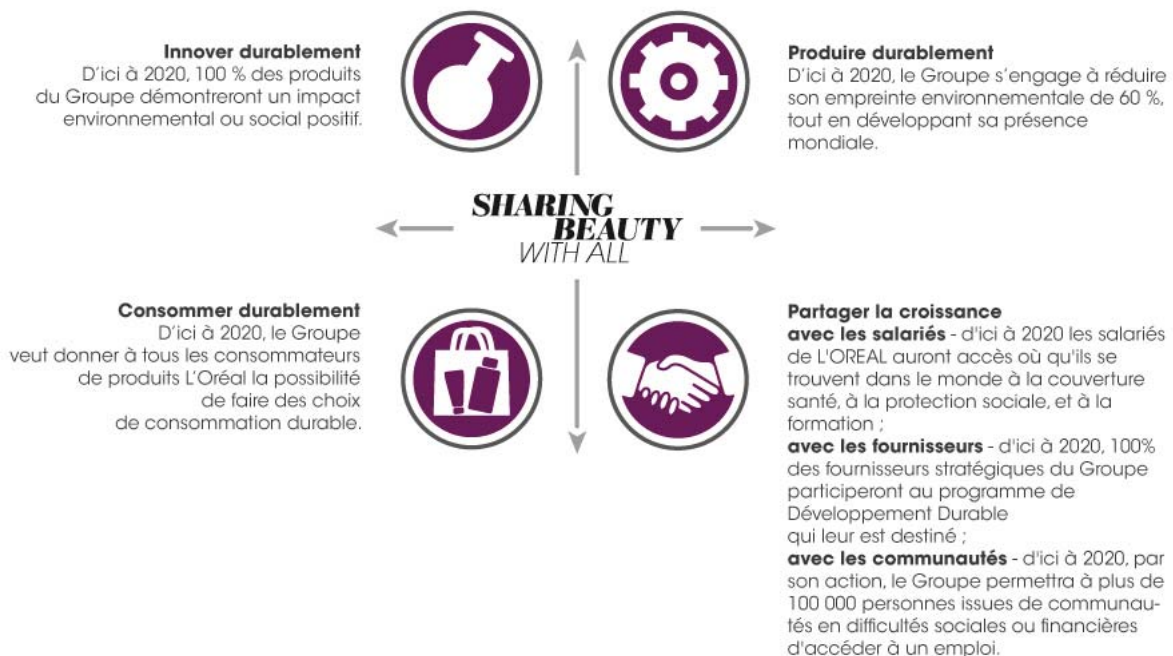 Innover durablement
D’ici à 2020, 100 % des produits
du Groupe démontreront un impact
environnemental ou social positif.
Produire durablement
D’ici à 2020, le Groupe s’engage à réduire
son empreinte environnementale de 60 %,
tout en développant sa présence
mondiale.
SHARING
BEAUTY
WITH ALL
Consommer durablement
D’ici à 2020, le Groupe
veut donner à tous les consommateurs
de produits L’Oréal la possibilité
de faire des choix
de consommation durable.
Partager la croissance
avec les salariés - d'ici à 2020 les salariés
de L'OREAL auront accès où qu'ils se
trouvent dans le monde à la couverture
santé, à la protection sociale, et à la
formation ;
avec les fournisseurs - d'ici à 2020, 100%
des fournisseurs stratégiques du Groupe
participeront au programme de
Développement Durable
qui leur est destiné ;
avec les communautés - d'ici à 2020, par
son action, le Groupe permettra à plus de
100 000 personnes issues de communau-
tés en difficultés sociales ou financières
d'accéder à un emploi.